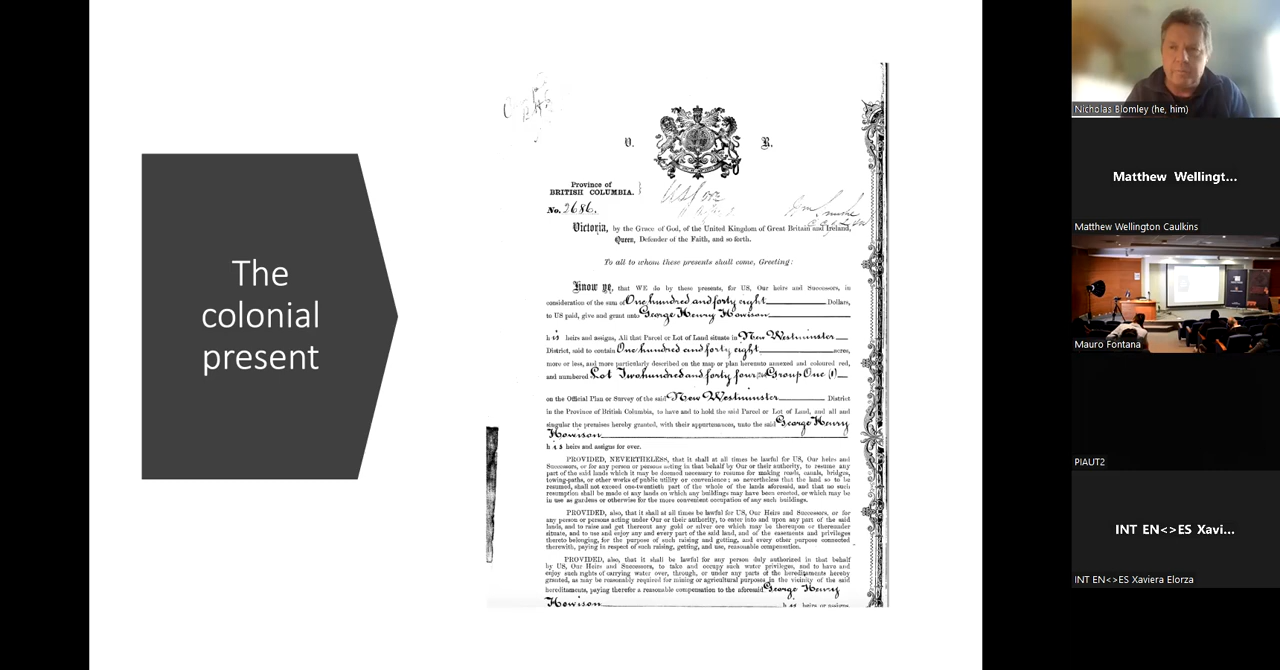 The
colonial
present
V. R.
Province of
BRITISH COLUMBIA. }
No. 2686.
Victoria, by the Grace of God, of the United Kingdom of Great Britain and Ireland,
Queen, Defender of the Faith, and so forth.
To all to whom these presents shall come, Greeting:
Know ye, that WE do by these presents, for US, Our heirs and Successors, in
consideration of the sum of One hundred and forty eight Dollars,
to US paid, give and grant unto George Henry Howison
h is heirs and assigns, All that Parcel or Lot of Land situate in New Westminster
District, said to contain One hundred and forty eight acres,
more or less, and more particularly described on the map or plan hereunto annexed and coloured red,
and numbered Lot Two hundred and forty four Group One (1)
on the Official Plan or Survey of the said New Westminster District
in the Province of British Columbia, to have and to hold the said Parcel or Lot of Land, and all and
singular the premises hereby granted, with their appurtenances, unto the said George Henry
Howison
h is heirs and assigns for ever.
PROVIDED, NEVERTHELESS, that it shall at all times be lawful for US, Our heirs and
Successors, or for any person or persons acting in that behalf by Our or their authority, to resume any
part of the said lands which it may be deemed necessary to resume for making roads, canals, bridges,
towing-paths, or other works of public utility or convenience; so nevertheless that the land so to be
resumed, shall not exceed one-twentieth part of the whole of the lands aforesaid, and that no such
resumption shall be made of any lands on which any buildings may have been erected, or which may be
in use as gardens or otherwise for the more convenient occupation of any such buildings.
PROVIDED, also, that it shall at all times be lawful for US, Our Heirs and Successors, or for
any person or persons acting under Our or their authority, to enter into and upon any part of the said
lands, and to raise and get thereout any gold or silver ore which may be thereupon or thereunder
situate, and to use and enjoy any and every part of the said land, and of the easements and privileges
thereto belonging, for the purpose of such raising and getting, and every other purpose connected
therewith, paying in respect of such raising, getting, and use, reasonable compensation.
PROVIDED, also, that it shall be lawful for any person duly authorized in that behalf
by US, Our Heirs and Successors, to take and occupy such water privileges, and to have and
enjoy such rights of carrying water over, through, or under any parts of the hereditaments hereby
granted, as may be reasonably required for mining or agricultural purposes in the vicinity of the said
hereditaments, paying therefor a reasonable compensation to the aforesaid George Henry
Howison h is heirs or assigns
Nicholas Blomley (he, him)
Matthew Wellingt...
Matthew Wellington Caulkins
Mauro Fontana
PIAUT2
INT EN<>ES Xavi...
INT EN<>ES Xaviera Elorza